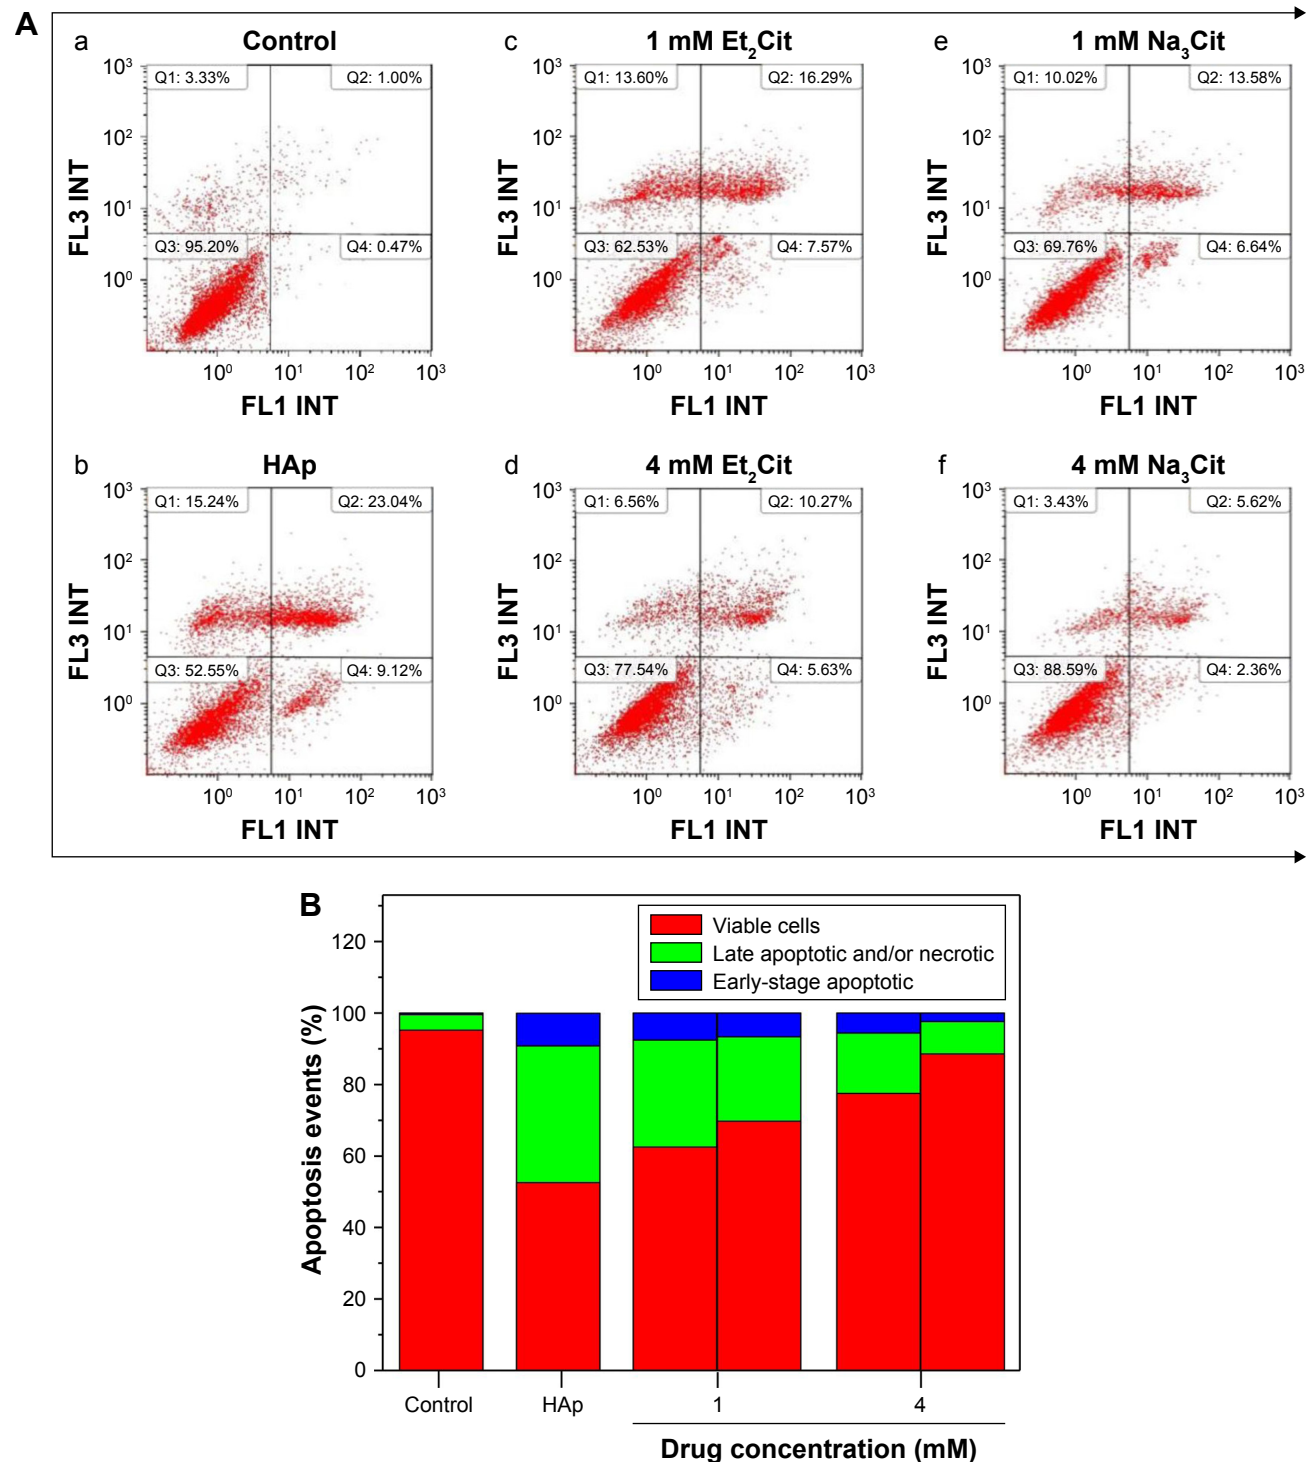 A
a Control
Q1: 3.33% Q2: 1.00%
Q3: 95.20% Q4: 0.47%
10³
10²
10¹
10⁰
FL3 INT
10⁰ 10¹ 10² 10³
FL1 INT
c 1 mM Et₂Cit
Q1: 13.60% Q2: 16.29%
Q3: 62.53% Q4: 7.57%
10³
10²
10¹
10⁰
FL3 INT
10⁰ 10¹ 10² 10³
FL1 INT
e 1 mM Na₃Cit
Q1: 10.02% Q2: 13.58%
Q3: 69.76% Q4: 6.64%
10³
10²
10¹
10⁰
FL3 INT
10⁰ 10¹ 10² 10³
FL1 INT
b HAp
Q1: 15.24% Q2: 23.04%
Q3: 52.55% Q4: 9.12%
10³
10²
10¹
10⁰
FL3 INT
10⁰ 10¹ 10² 10³
FL1 INT
d 4 mM Et₂Cit
Q1: 6.56% Q2: 10.27%
Q3: 77.54% Q4: 5.63%
10³
10²
10¹
10⁰
FL3 INT
10⁰ 10¹ 10² 10³
FL1 INT
f 4 mM Na₃Cit
Q1: 3.43% Q2: 5.62%
Q3: 88.59% Q4: 2.36%
10³
10²
10¹
10⁰
FL3 INT
10⁰ 10¹ 10² 10³
FL1 INT
B
Viable cells
Late apoptotic and/or necrotic
Early-stage apoptotic
120
100
80
60
40
20
0
Apoptosis events (%)
Control HAp 1 4
Drug concentration (mM)